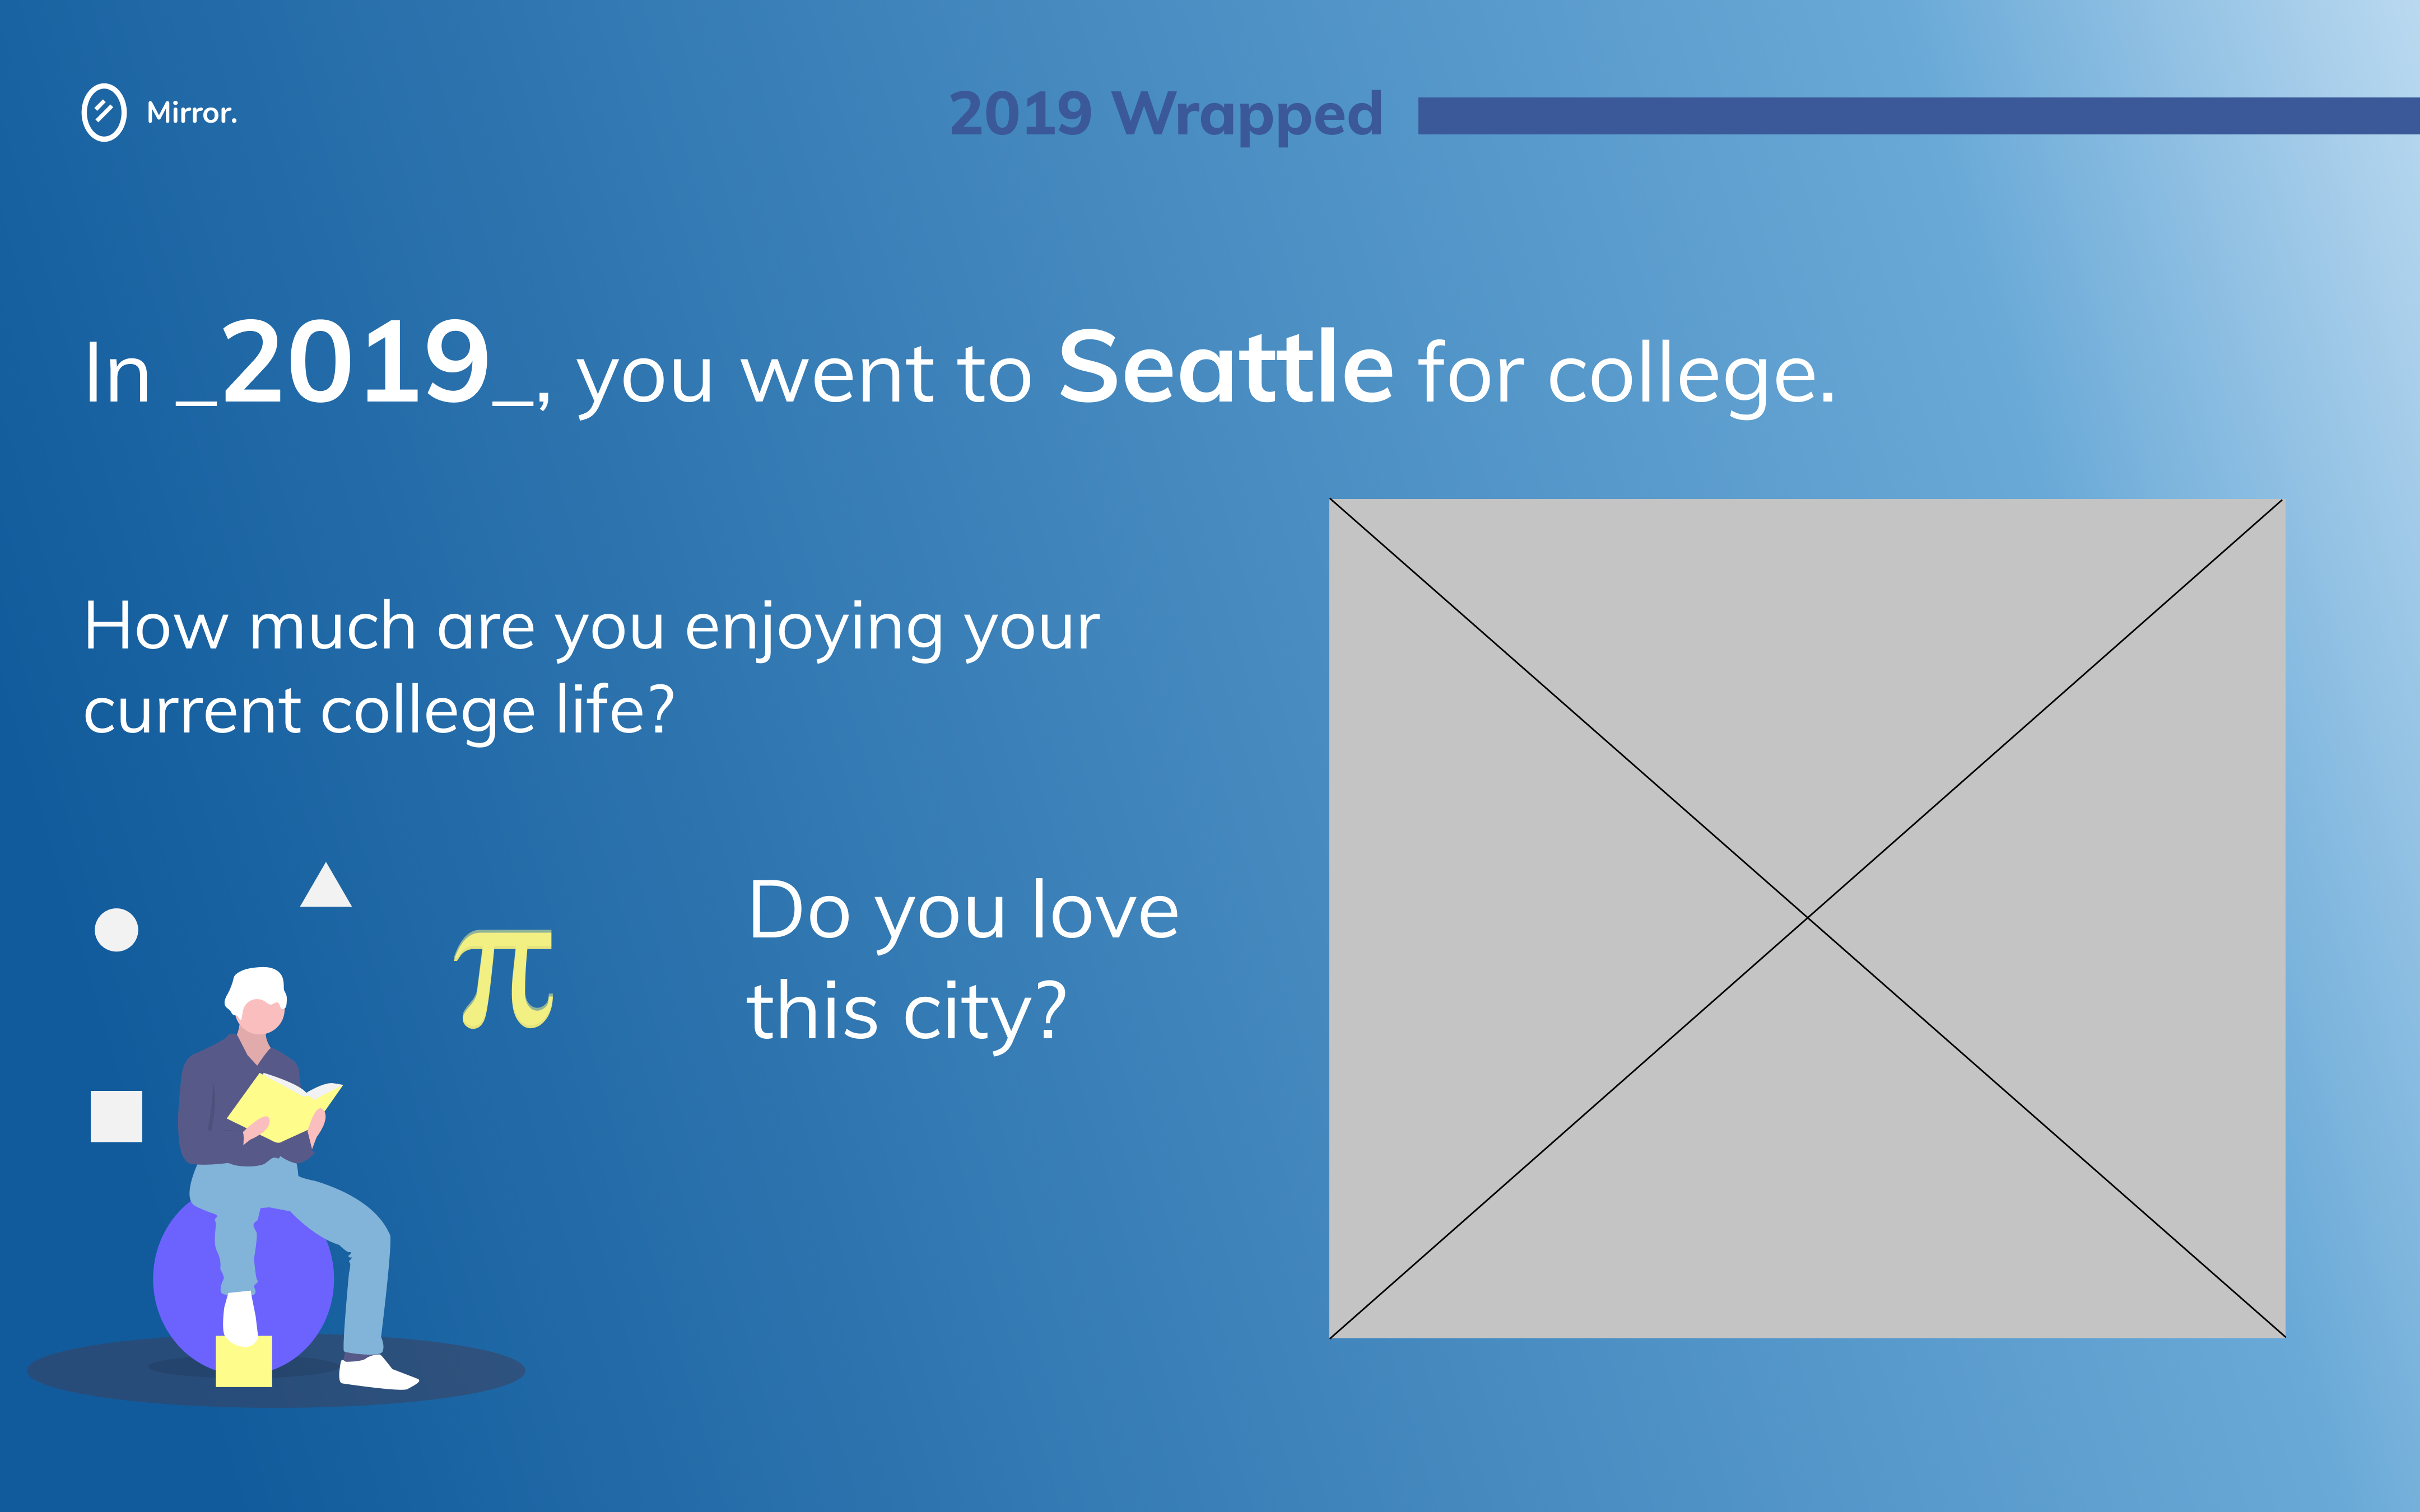 Mirror.
2019 Wrapped
In _2019_, you went to Seattle for college.
How much are you enjoying your
current college life?
π
Do you love
this city?